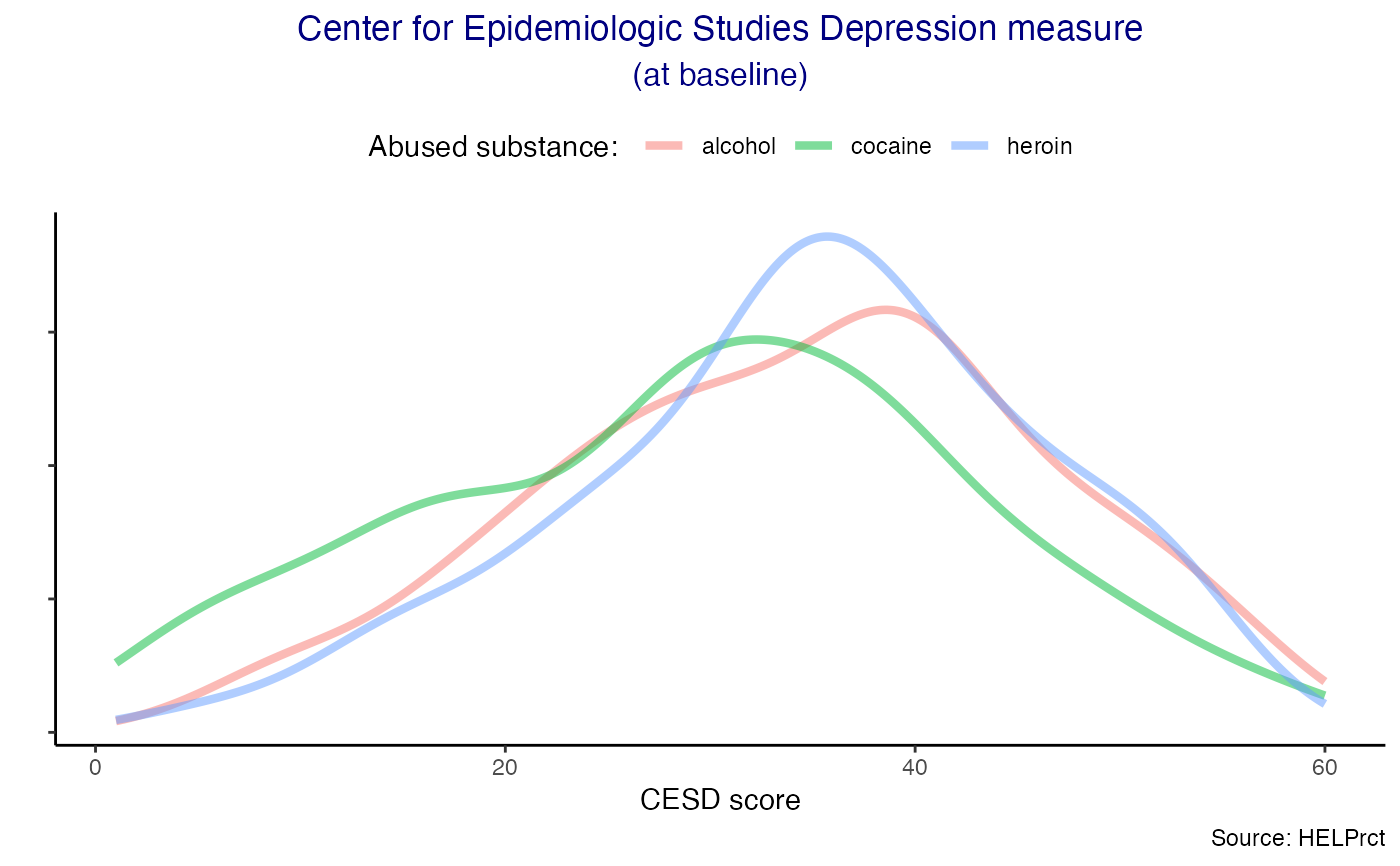 Center for Epidemiologic Studies Depression measure
(at baseline)
Abused substance: alcohol cocaine heroin
0 20 40 60
CESD score
Source: HELPrct